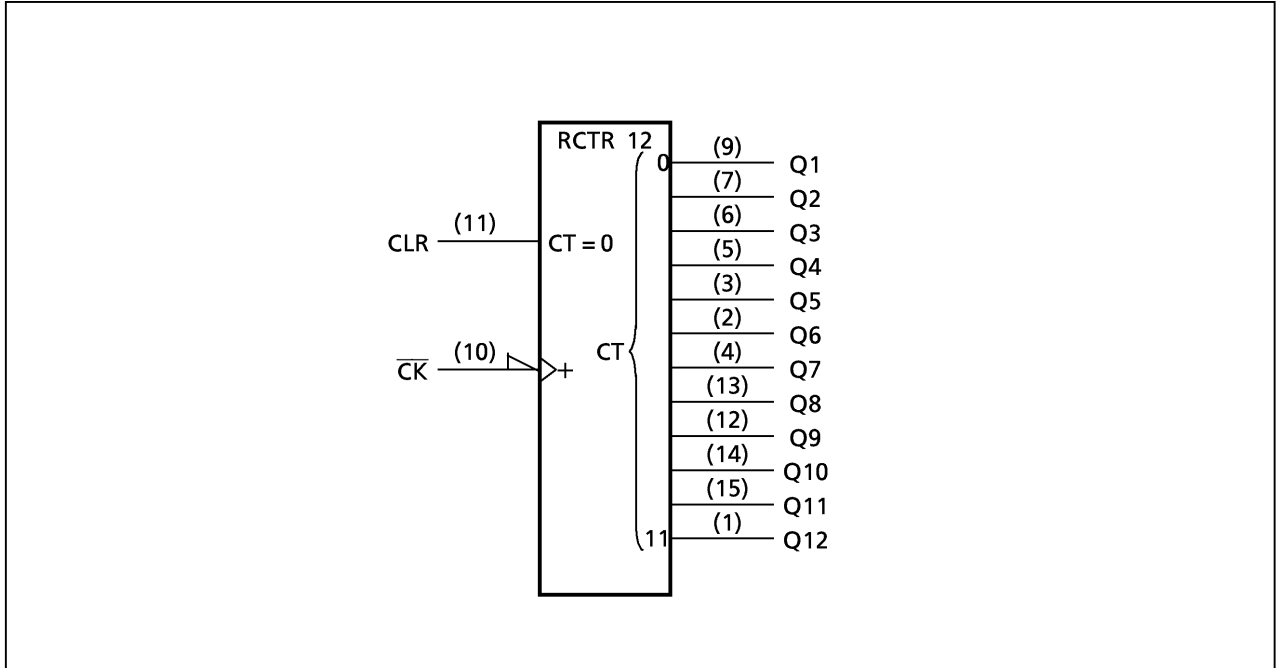 RCTR 12
0 (9) Q1
(7) Q2
(6) Q3
CLR (11) CT = 0
(5) Q4
(3) Q5
(2) Q6
C̅K̅ (10) + CT (4) Q7
(13) Q8
(12) Q9
(14) Q10
(15) Q11
11 (1) Q12